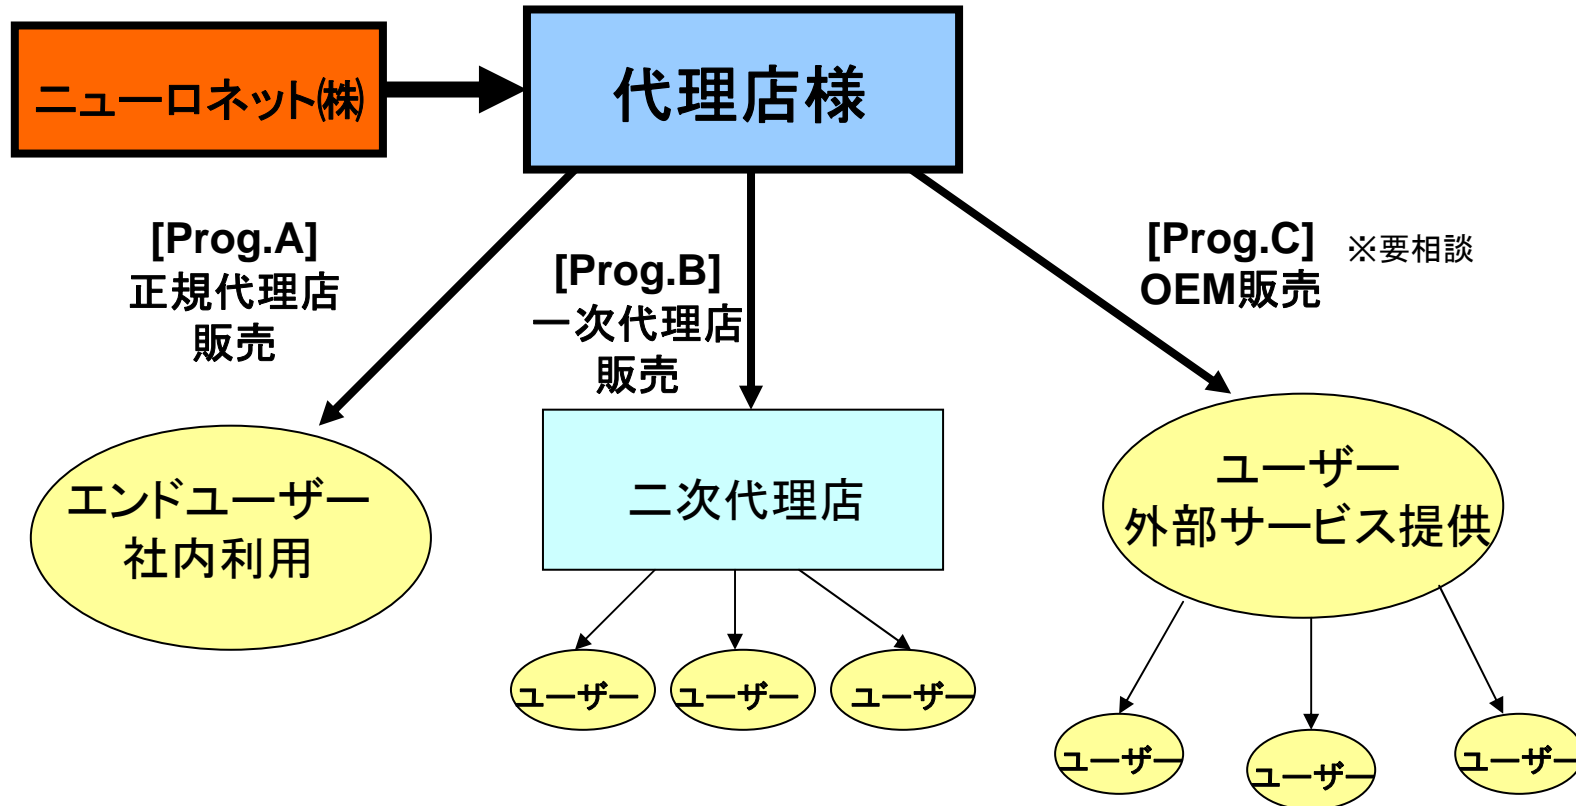 ニューロネット㈱
代理店様
[Prog.A]
正規代理店
販売
[Prog.B]
一次代理店
販売
[Prog.C] ※要相談
OEM販売
エンドユーザー
社内利用
二次代理店
ユーザー
外部サービス提供
ユーザー
ユーザー
ユーザー
ユーザー
ユーザー
ユーザー